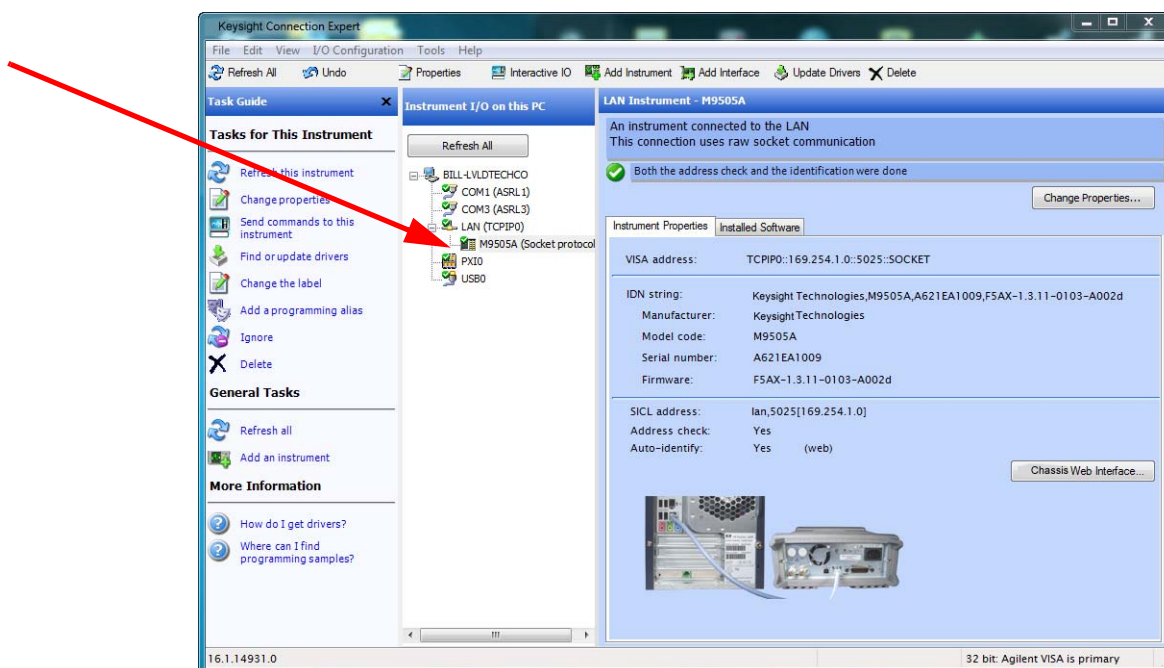 Keysight Connection Expert
File Edit View I/O Configuration Tools Help
Refresh All Undo Properties Interactive IO Add Instrument Add Interface Update Drivers Delete
Task Guide
Tasks for This Instrument
Refresh this instrument
Change properties
Send commands to this
instrument
Find or update drivers
Change the label
Add a programming alias
Ignore
Delete
General Tasks
Refresh all
Add an instrument
More Information
How do I get drivers?
Where can I find
programming samples?
Instrument I/O on this PC
Refresh All
BILL-LVLDTECHCO
COM1 (ASRL1)
COM3 (ASRL3)
LAN (TCPIP0)
M9505A (Socket protocol
PXI0
USB0
LAN Instrument - M9505A
An instrument connected to the LAN
This connection uses raw socket communication
Both the address check and the identification were done
Change Properties...
Instrument Properties Installed Software
VISA address: TCPIP0::169.254.1.0::5025::SOCKET
IDN string: Keysight Technologies,M9505A,A621EA1009,F5AX-1.3.11-0103-A002d
Manufacturer: Keysight Technologies
Model code: M9505A
Serial number: A621EA1009
Firmware: F5AX-1.3.11-0103-A002d
SICL address: lan,5025[169.254.1.0]
Address check: Yes
Auto-identify: Yes (web)
Chassis Web Interface...
16.1.14931.0
32 bit: Agilent VISA is primary